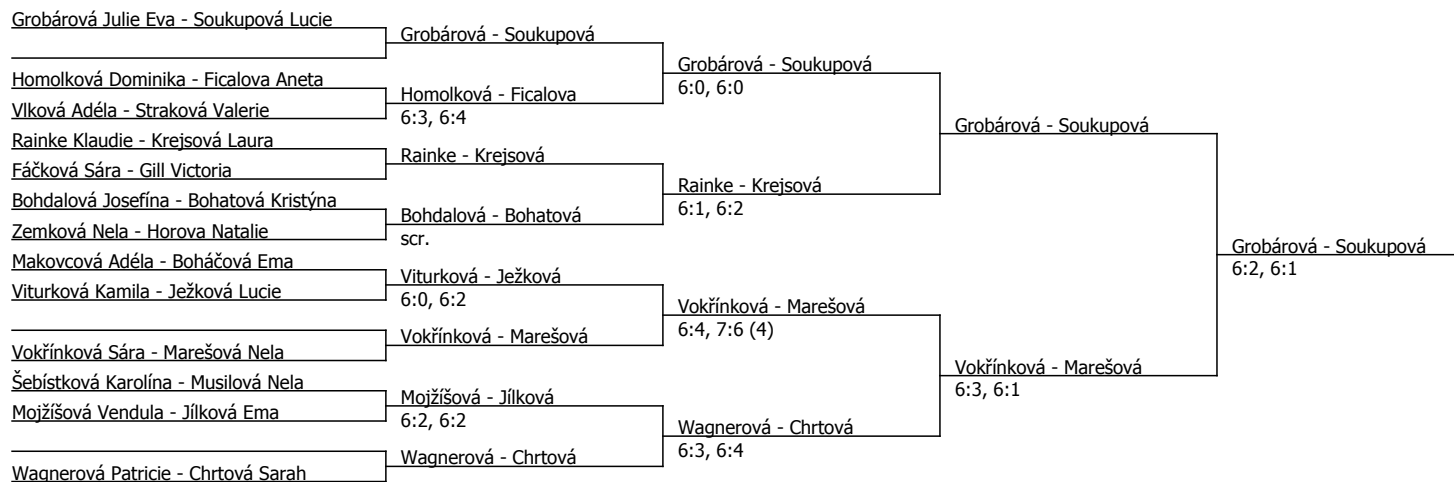 Grobárová Julie Eva - Soukupová Lucie
Homolková Dominika - Ficalova Aneta
Vlková Adéla - Straková Valerie
Rainke Klaudie - Krejsová Laura
Fáčková Sára - Gill Victoria
Bohdalová Josefína - Bohatová Kristýna
Zemková Nela - Horova Natalie
Makovcová Adéla - Boháčová Ema
Viturková Kamila - Ježková Lucie
Vokřínková Sára - Marešová Nela
Šebístková Karolína - Musilová Nela
Mojžíšová Vendula - Jílková Ema
Wagnerová Patricie - Chrtová Sarah
Grobárová - Soukupová
Homolková - Ficalova
6:3, 6:4
Rainke - Krejsová
Bohdalová - Bohatová
scr.
Viturková - Ježková
6:0, 6:2
Vokřínková - Marešová
Mojžíšová - Jílková
6:2, 6:2
Wagnerová - Chrtová
Grobárová - Soukupová
6:0, 6:0
Rainke - Krejsová
6:1, 6:2
Vokřínková - Marešová
6:4, 7:6 (4)
Wagnerová - Chrtová
6:3, 6:4
Grobárová - Soukupová
Vokřínková - Marešová
6:3, 6:1
Grobárová - Soukupová
6:2, 6:1